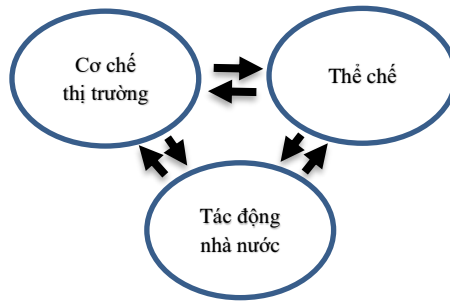 Cơ chế
thị trường
Thể chế
Tác động
nhà nước